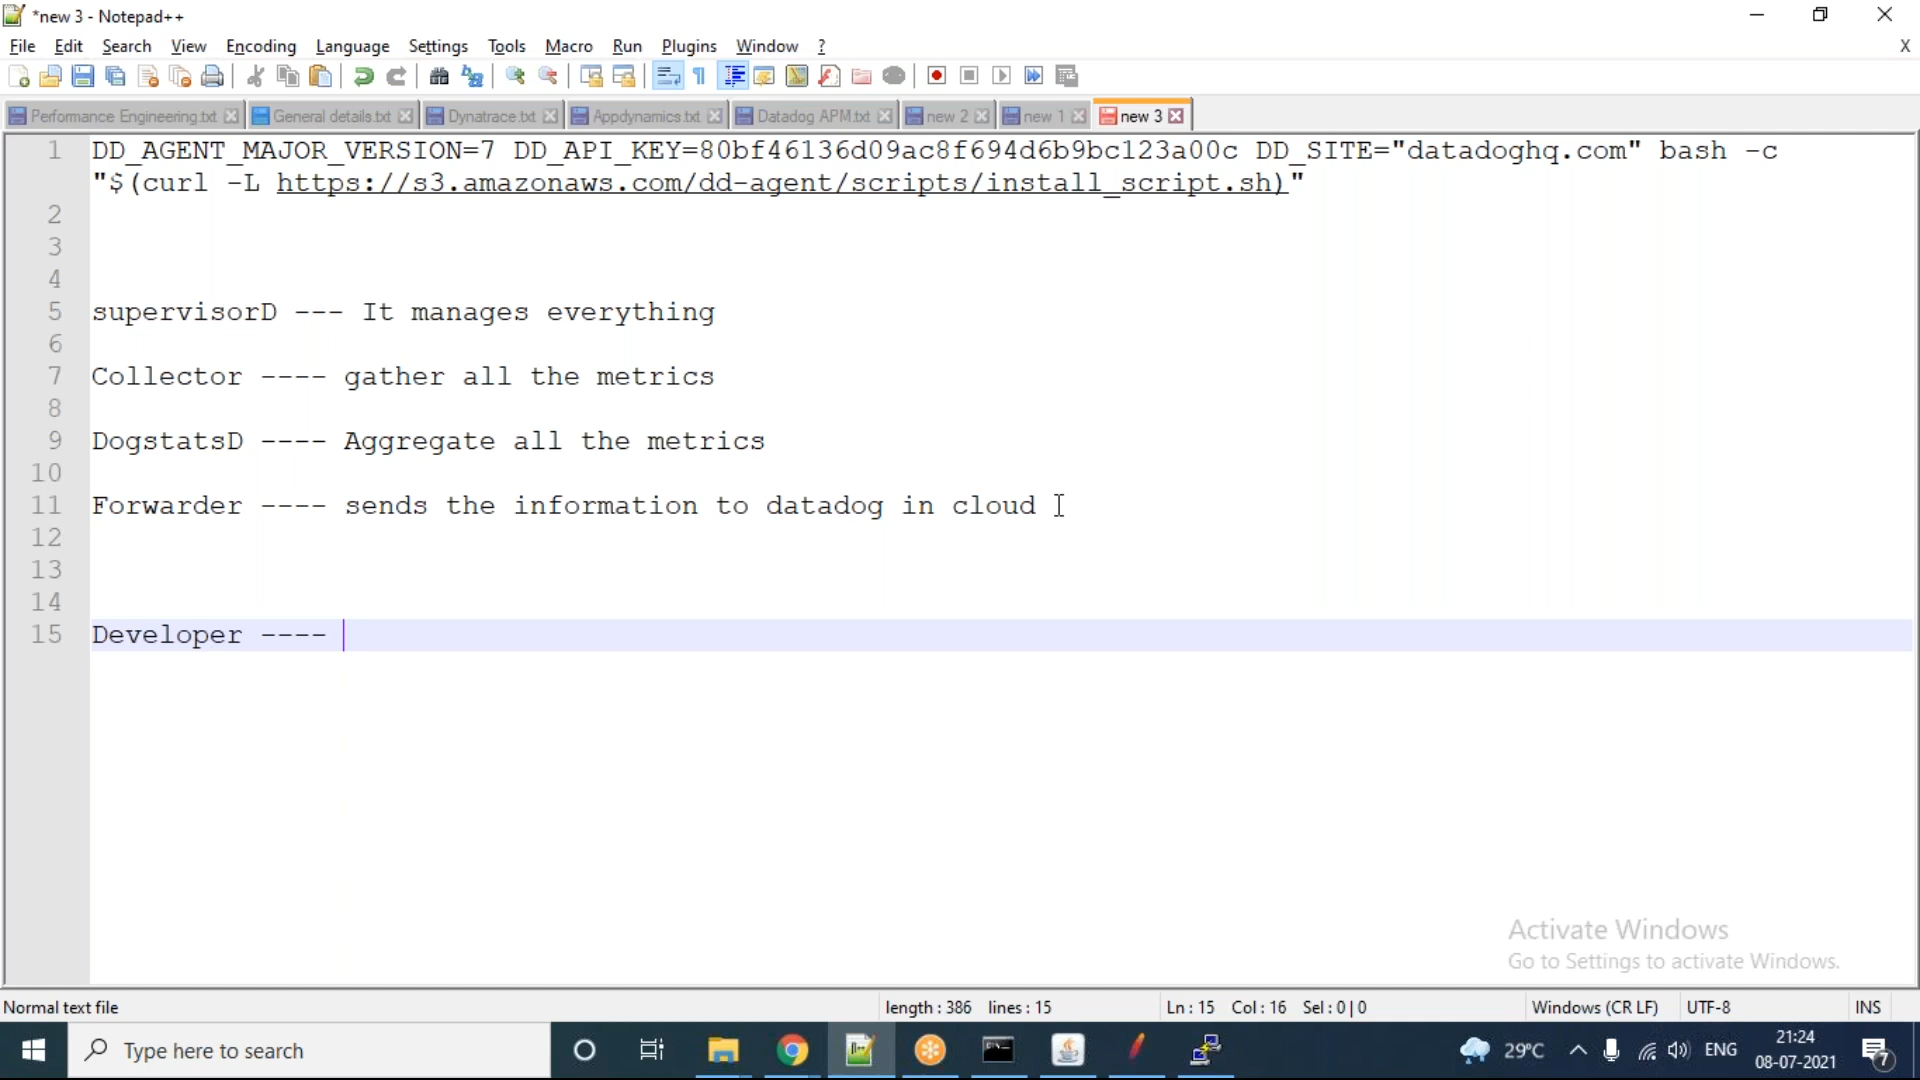 *new 3 - Notepad++
File Edit Search View Encoding Language Settings Tools Macro Run Plugins Window ? X
Performance Engineering.txt General details.txt Dynatrace.txt Appdynamics.txt Datadog APM.txt new 2 new 1 new 3
1 DD_AGENT_MAJOR_VERSION=7 DD_API_KEY=80bf46136d09ac8f694d6b9bc123a00c DD_SITE="datadoghq.com" bash -c
"$(curl -L https://s3.amazonaws.com/dd-agent/scripts/install_script.sh)"
2
3
4
5 supervisorD --- It manages everything
6
7 Collector ---- gather all the metrics
8
9 DogstatsD ---- Aggregate all the metrics
10
11 Forwarder ---- sends the information to datadog in cloud
12
13
14
15 Developer ----
Activate Windows
Go to Settings to activate Windows.
Normal text file length : 386 lines : 15 Ln : 15 Col : 16 Sel : 0 | 0 Windows (CR LF) UTF-8 INS
Type here to search 29°C ENG 21:24
08-07-2021 7